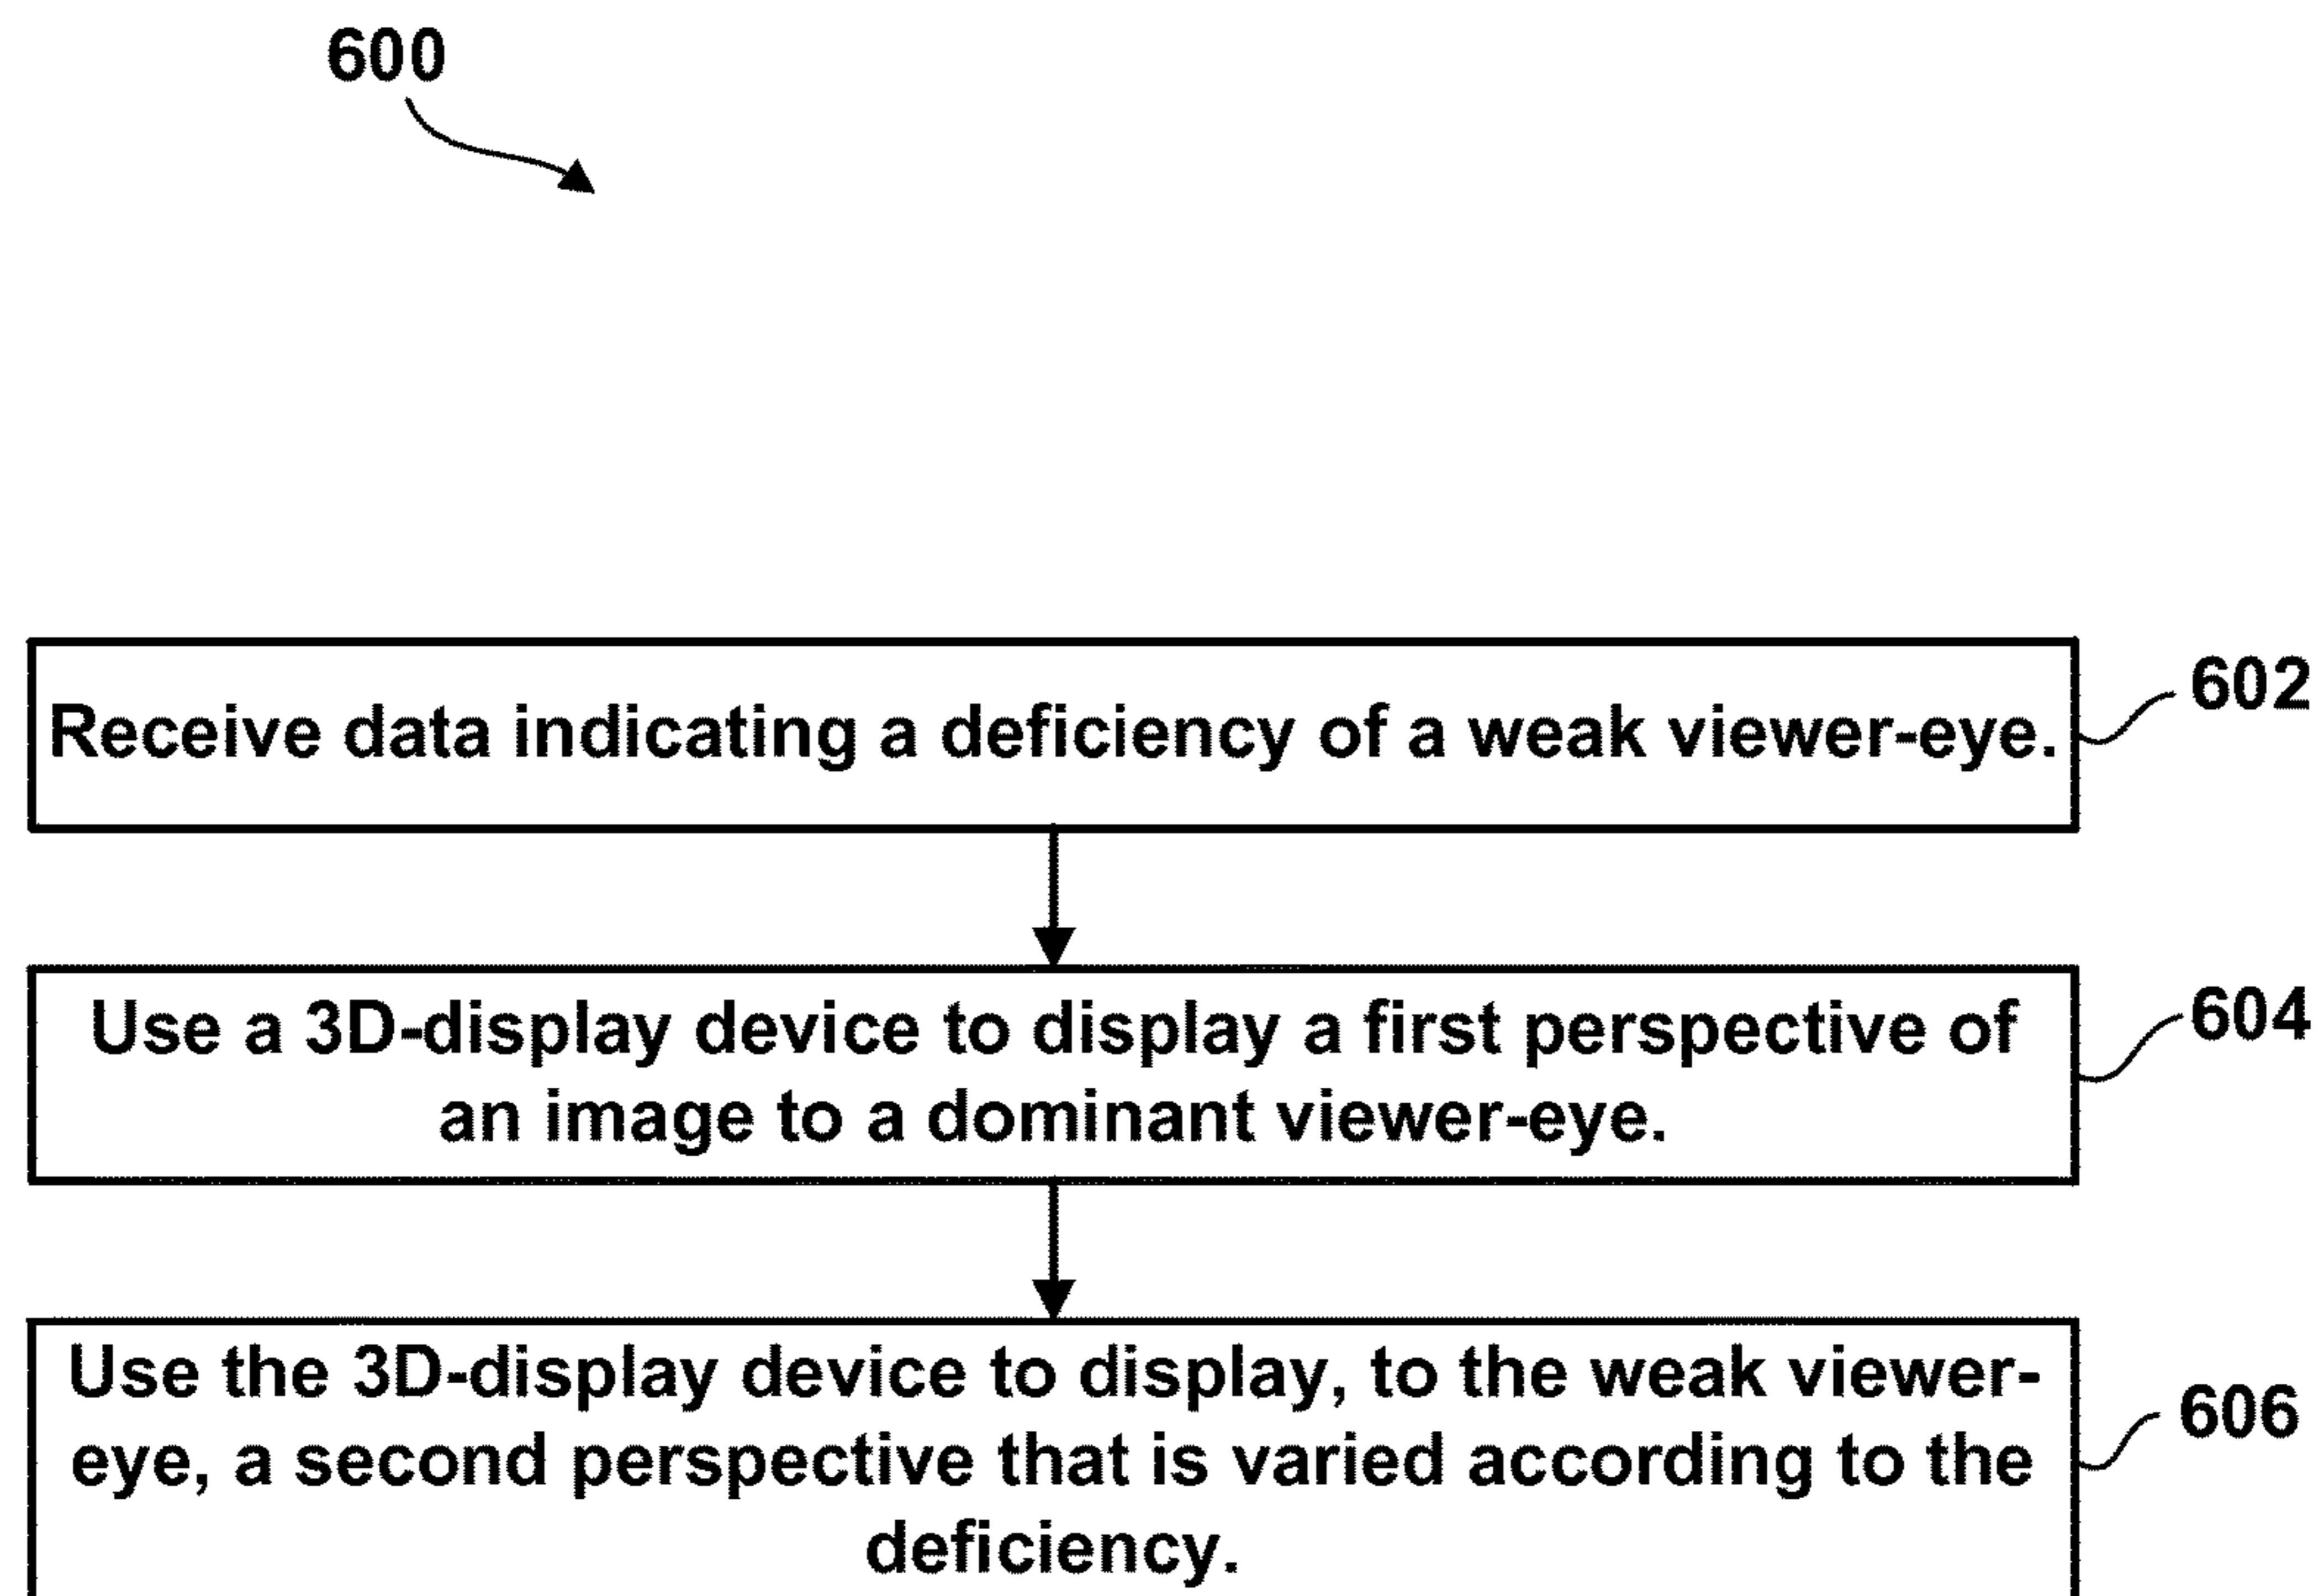 600
Receive data indicating a deficiency of a weak viewer-eye.
602
Use a 3D-display device to display a first perspective of
an image to a dominant viewer-eye.
604
Use the 3D-display device to display, to the weak viewer-
eye, a second perspective that is varied according to the
deficiency.
606